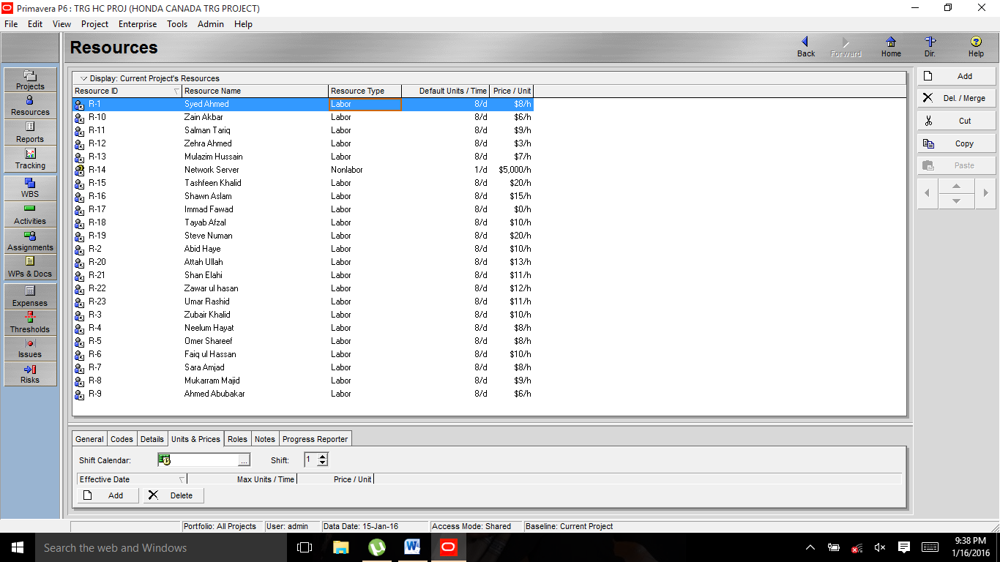 Primavera P6 : TRG HC PROJ (HONDA CANADA TRG PROJECT)
File Edit View Project Enterprise Tools Admin Help
Resources
Back Forward Home Dir. Help
Projects
Resources
Reports
Tracking
WBS
Activities
Assignments
WPs & Docs
Expenses
Thresholds
Issues
Risks
Display: Current Project's Resources
Resource ID Resource Name Resource Type Default Units / Time Price / Unit
R-1 Syed Ahmed Labor 8/d $8/h
R-10 Zain Akbar Labor 8/d $6/h
R-11 Salman Tariq Labor 8/d $9/h
R-12 Zehra Ahmed Labor 8/d $3/h
R-13 Mulazim Hussain Labor 8/d $7/h
R-14 Network Server Nonlabor 1/d $5,000/h
R-15 Tashfeen Khalid Labor 8/d $20/h
R-16 Shawn Aslam Labor 8/d $15/h
R-17 Immad Fawad Labor 8/d $0/h
R-18 Tayab Afzal Labor 8/d $10/h
R-19 Steve Numan Labor 8/d $20/h
R-2 Abid Haye Labor 8/d $10/h
R-20 Attah Ullah Labor 8/d $13/h
R-21 Shan Elahi Labor 8/d $11/h
R-22 Zawar ul hasan Labor 8/d $12/h
R-23 Umar Rashid Labor 8/d $11/h
R-3 Zubair Khalid Labor 8/d $10/h
R-4 Neelum Hayat Labor 8/d $8/h
R-5 Omer Shareef Labor 8/d $8/h
R-6 Faiq ul Hassan Labor 8/d $10/h
R-7 Sara Amjad Labor 8/d $8/h
R-8 Mukarram Majid Labor 8/d $9/h
R-9 Ahmed Abubakar Labor 8/d $6/h
Add
Del. / Merge
Cut
Copy
Paste
General Codes Details Units & Prices Roles Notes Progress Reporter
Shift Calendar: ... Shift: 1
Effective Date Max Units / Time Price / Unit
Add Delete
Portfolio: All Projects User: admin Data Date: 15-Jan-16 Access Mode: Shared Baseline: Current Project
Search the web and Windows
9:38 PM
1/16/2016